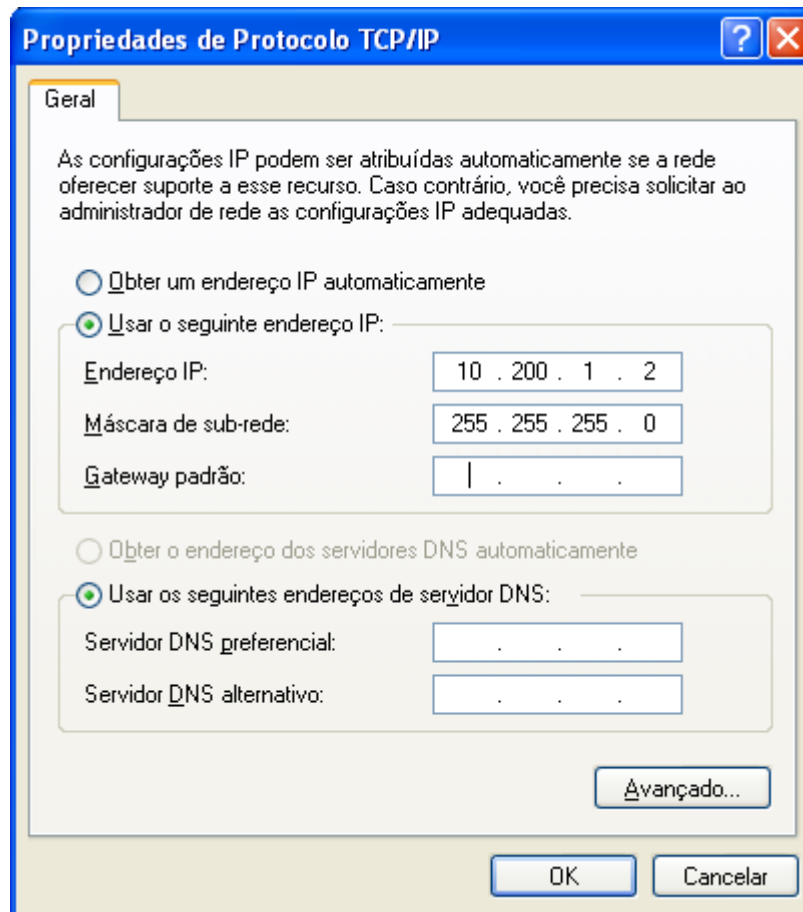 Propriedades de Protocolo TCP/IP
?
Geral
As configurações IP podem ser atribuídas automaticamente se a rede
oferecer suporte a esse recurso. Caso contrário, você precisa solicitar ao
administrador de rede as configurações IP adequadas.
Obter um endereço IP automaticamente
Usar o seguinte endereço IP:
Endereço IP: 10 . 200 . 1 . 2
Máscara de sub-rede: 255 . 255 . 255 . 0
Gateway padrão: . . .
Obter o endereço dos servidores DNS automaticamente
Usar os seguintes endereços de servidor DNS:
Servidor DNS preferencial: . . .
Servidor DNS alternativo: . . .
Avançado...
OK Cancelar